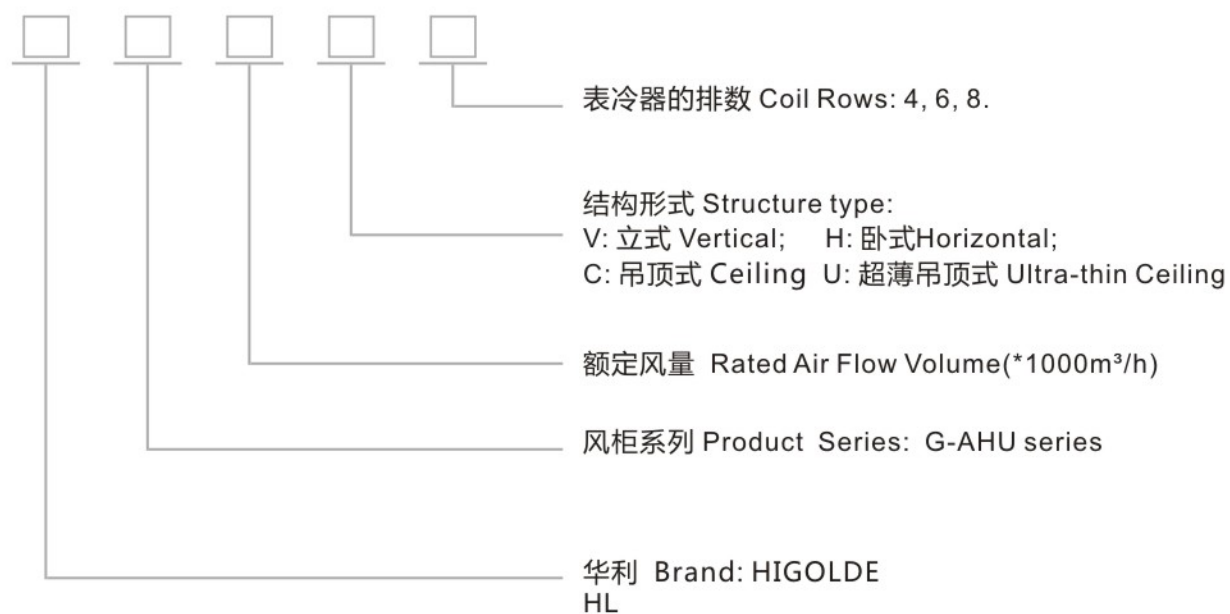 表冷器的排数 Coil Rows: 4, 6, 8.
结构形式 Structure type:
V: 立式 Vertical; H: 卧式Horizontal;
C: 吊顶式 Ceiling U: 超薄吊顶式 Ultra-thin Ceiling
额定风量 Rated Air Flow Volume(*1000m³/h)
风柜系列 Product Series: G-AHU series
华利 Brand: HIGOLDE
HL